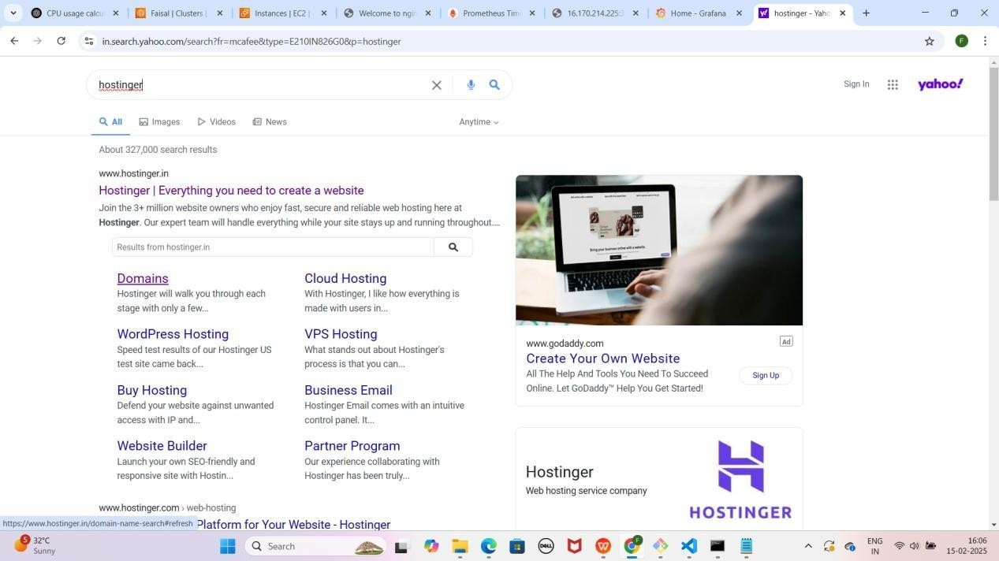 CPU usage calcul
Faisal | Clusters
Instances | EC2 |
Welcome to ngin
Prometheus Tim
16.170.214.225:3
Home - Grafana
hostinger - Yaho
in.search.yahoo.com/search?fr=mcafee&type=E210IN826G0&p=hostinger
F
hostinger
Sign In
yahoo!
All
Images
Videos
News
Anytime
About 327,000 search results
www.hostinger.in
Hostinger | Everything you need to create a website
Join the 3+ million website owners who enjoy fast, secure and reliable web hosting here at
Hostinger. Our expert team will handle everything while your site stays up and running throughout....
Results from hostinger.in
Domains
Hostinger will walk you through each
stage with only a few...
Cloud Hosting
With Hostinger, I like how everything is
made with users in...
WordPress Hosting
Speed test results of our Hostinger US
test site came back...
VPS Hosting
What stands out about Hostinger's
process is that you can...
Buy Hosting
Defend your website against unwanted
access with IP and...
Business Email
Hostinger Email comes with an intuitive
control panel. It...
Website Builder
Launch your own SEO-friendly and
responsive site with Hostin...
Partner Program
Our experience collaborating with
Hostinger has been truly...
www.hostinger.com › web-hosting
Platform for Your Website - Hostinger
https://www.hostinger.in/domain-name-search#refresh
www.godaddy.com
Ad
Create Your Own Website
All The Help And Tools You Need To Succeed
Online. Let GoDaddy™ Help You Get Started!
Sign Up
Hostinger
Web hosting service company
HOSTINGER
5
32°C
Sunny
Search
DELL
F
ENG
IN
16:06
15-02-2025